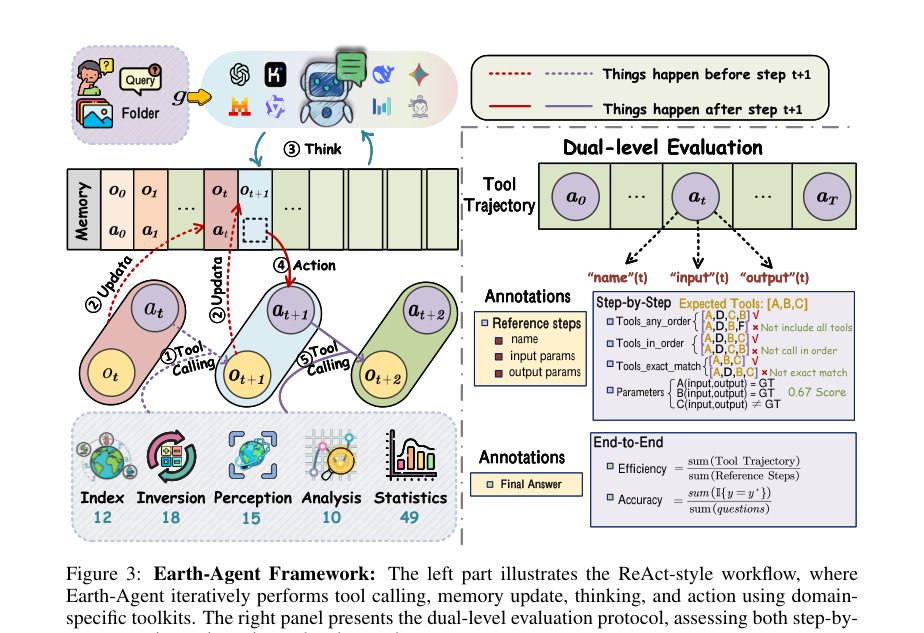 Query
Folder
g
③ Think
Things happen before step t+1
Things happen after step t+1
Memory
o0 o1 ... ot ot+1 ...
a0 a1 at
② Updata
② Updata
④ Action
at
ot
① Tool Calling
at+1
ot+1
⑤ Tool Calling
at+2
ot+2
Index Inversion Perception Analysis Statistics
12 18 15 10 49
Dual-level Evaluation
Tool
Trajectory
a0 ... at ... aT
“name”(t) “input”(t) “output”(t)
Annotations
Reference steps
name
input params
output params
Step-by-Step Expected Tools: [A,B,C]
Tools_any_order { [A,D,C,B] √
[A,D,B,F] × Not include all tools
Tools_in_order { [A,D,B,C] √
[A,D,C,B] × Not call in order
Tools_exact_match { [A,B,C] √
[A,D,B,C] × Not exact match
Parameters { A(input,output) = GT
B(input,output) = GT 0.67 Score
C(input,output) ≠ GT
Annotations
Final Answer
End-to-End
Efficiency = sum(Tool Trajectory) / sum(Reference Steps)
Accuracy = sum(𝕀{y = y*}) / sum(questions)
Figure 3: Earth-Agent Framework: The left part illustrates the ReAct-style workflow, where
Earth-Agent iteratively performs tool calling, memory update, thinking, and action using domain-
specific toolkits. The right panel presents the dual-level evaluation protocol, assessing both step-by-